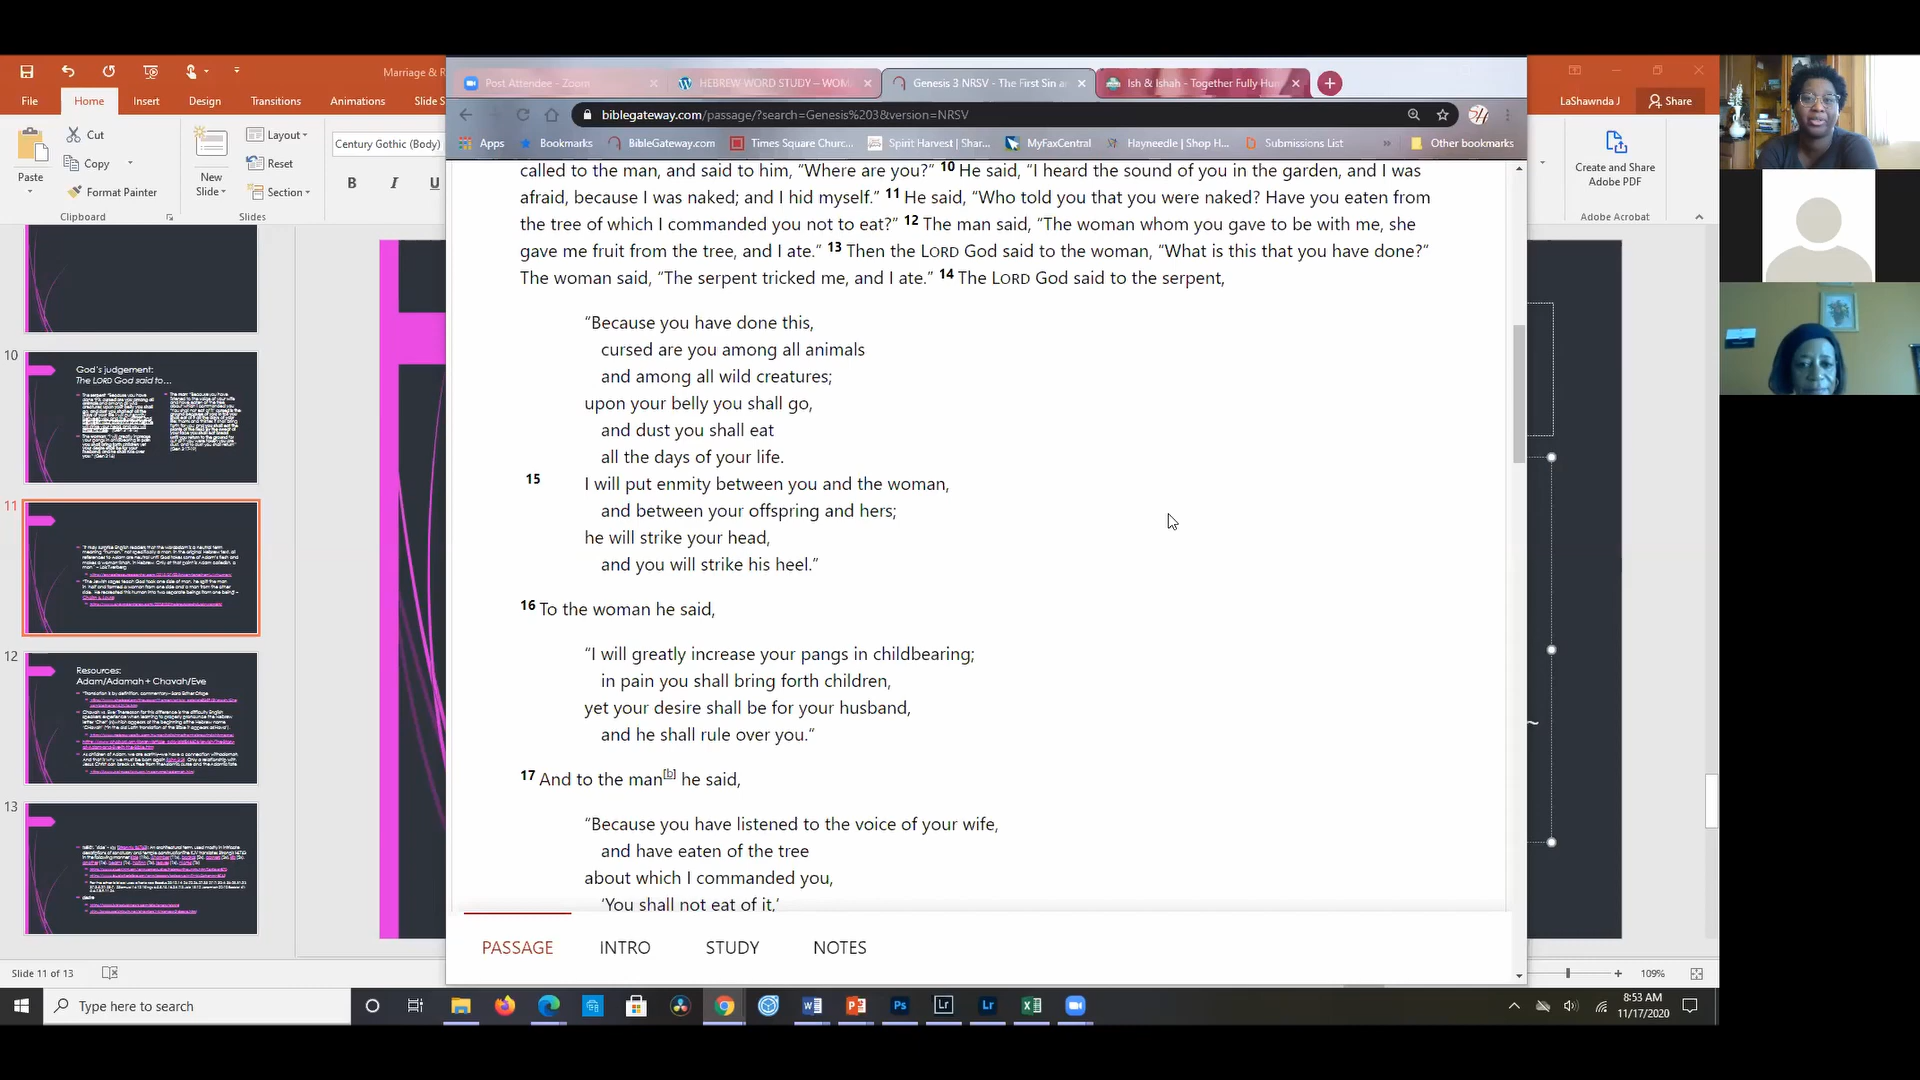 Marriage & R
File
Home
Insert
Design
Transitions
Animations
Slide S
LaShawnda J
Share
Paste
Cut
Copy
Format Painter
Clipboard
New
Slide
Layout
Reset
Section
Slides
Century Gothic (Body)
B I U
Create and Share
Adobe PDF
Adobe Acrobat
Post Attendee - Zoom
HEBREW WORD STUDY – WOM
Genesis 3 NRSV - The First Sin a
Ish & Ishah - Together Fully Hu
biblegateway.com/passage/?search=Genesis%203&version=NRSV
Apps
Bookmarks
BibleGateway.com
Times Square Churc...
Spirit Harvest | Shar...
MyFaxCentral
Hayneedle | Shop H...
Submissions List
»
Other bookmarks
called to the man, and said to him, “Where are you?” 10 He said, “I heard the sound of you in the garden, and I was
afraid, because I was naked; and I hid myself.” 11 He said, “Who told you that you were naked? Have you eaten from
the tree of which I commanded you not to eat?” 12 The man said, “The woman whom you gave to be with me, she
gave me fruit from the tree, and I ate.” 13 Then the LORD God said to the woman, “What is this that you have done?”
The woman said, “The serpent tricked me, and I ate.” 14 The LORD God said to the serpent,
“Because you have done this,
cursed are you among all animals
and among all wild creatures;
upon your belly you shall go,
and dust you shall eat
all the days of your life.
15 I will put enmity between you and the woman,
and between your offspring and hers;
he will strike your head,
and you will strike his heel.”
16 To the woman he said,
“I will greatly increase your pangs in childbearing;
in pain you shall bring forth children,
yet your desire shall be for your husband,
and he shall rule over you.”
17 And to the man[b] he said,
“Because you have listened to the voice of your wife,
and have eaten of the tree
about which I commanded you,
‘You shall not eat of it,’
PASSAGE
INTRO
STUDY
NOTES
10
God’s judgement:
The LORD God said to…
11
12
Resources:
Adam/Adamah + Chavah/Eve
13
Slide 11 of 13
109%
Type here to search
8:53 AM
11/17/2020